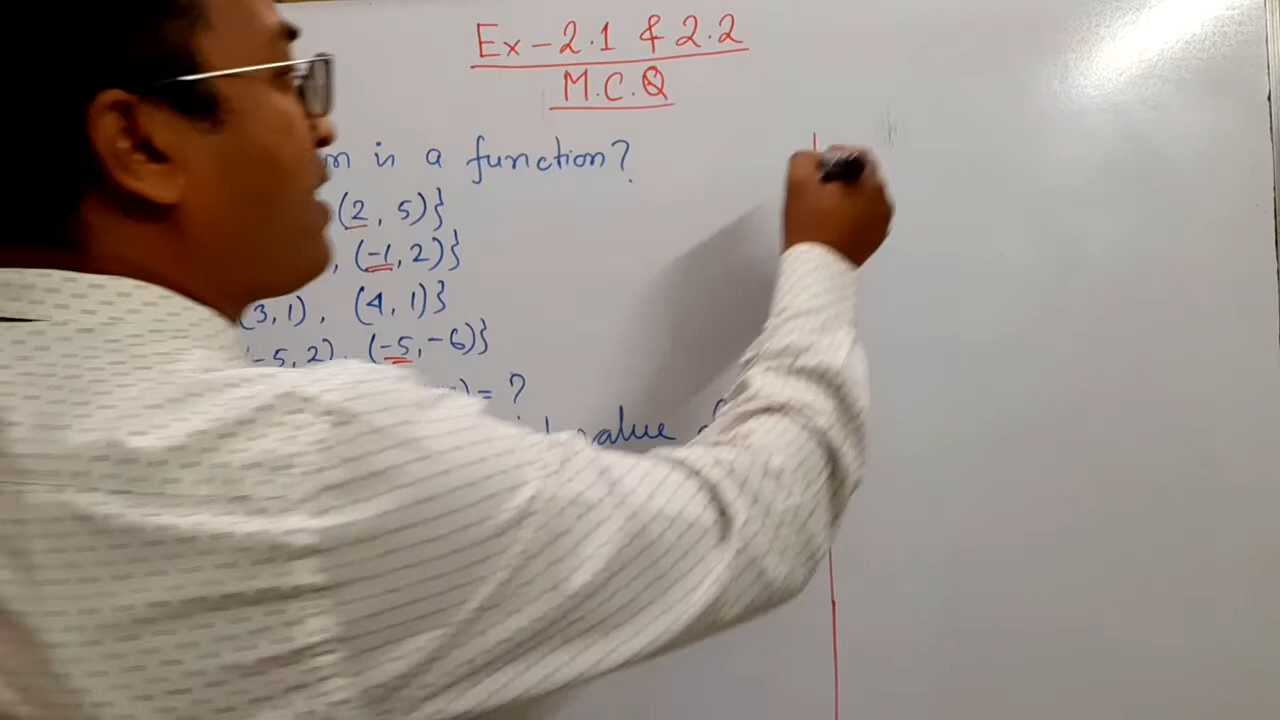 Ex-2.1 & 2.2
M.C.Q
is a function?
(2, 5)}
, (-1, 2)}
(3, 1), (4, 1)}
-5, 2), (-5, -6)}
) = ?
value